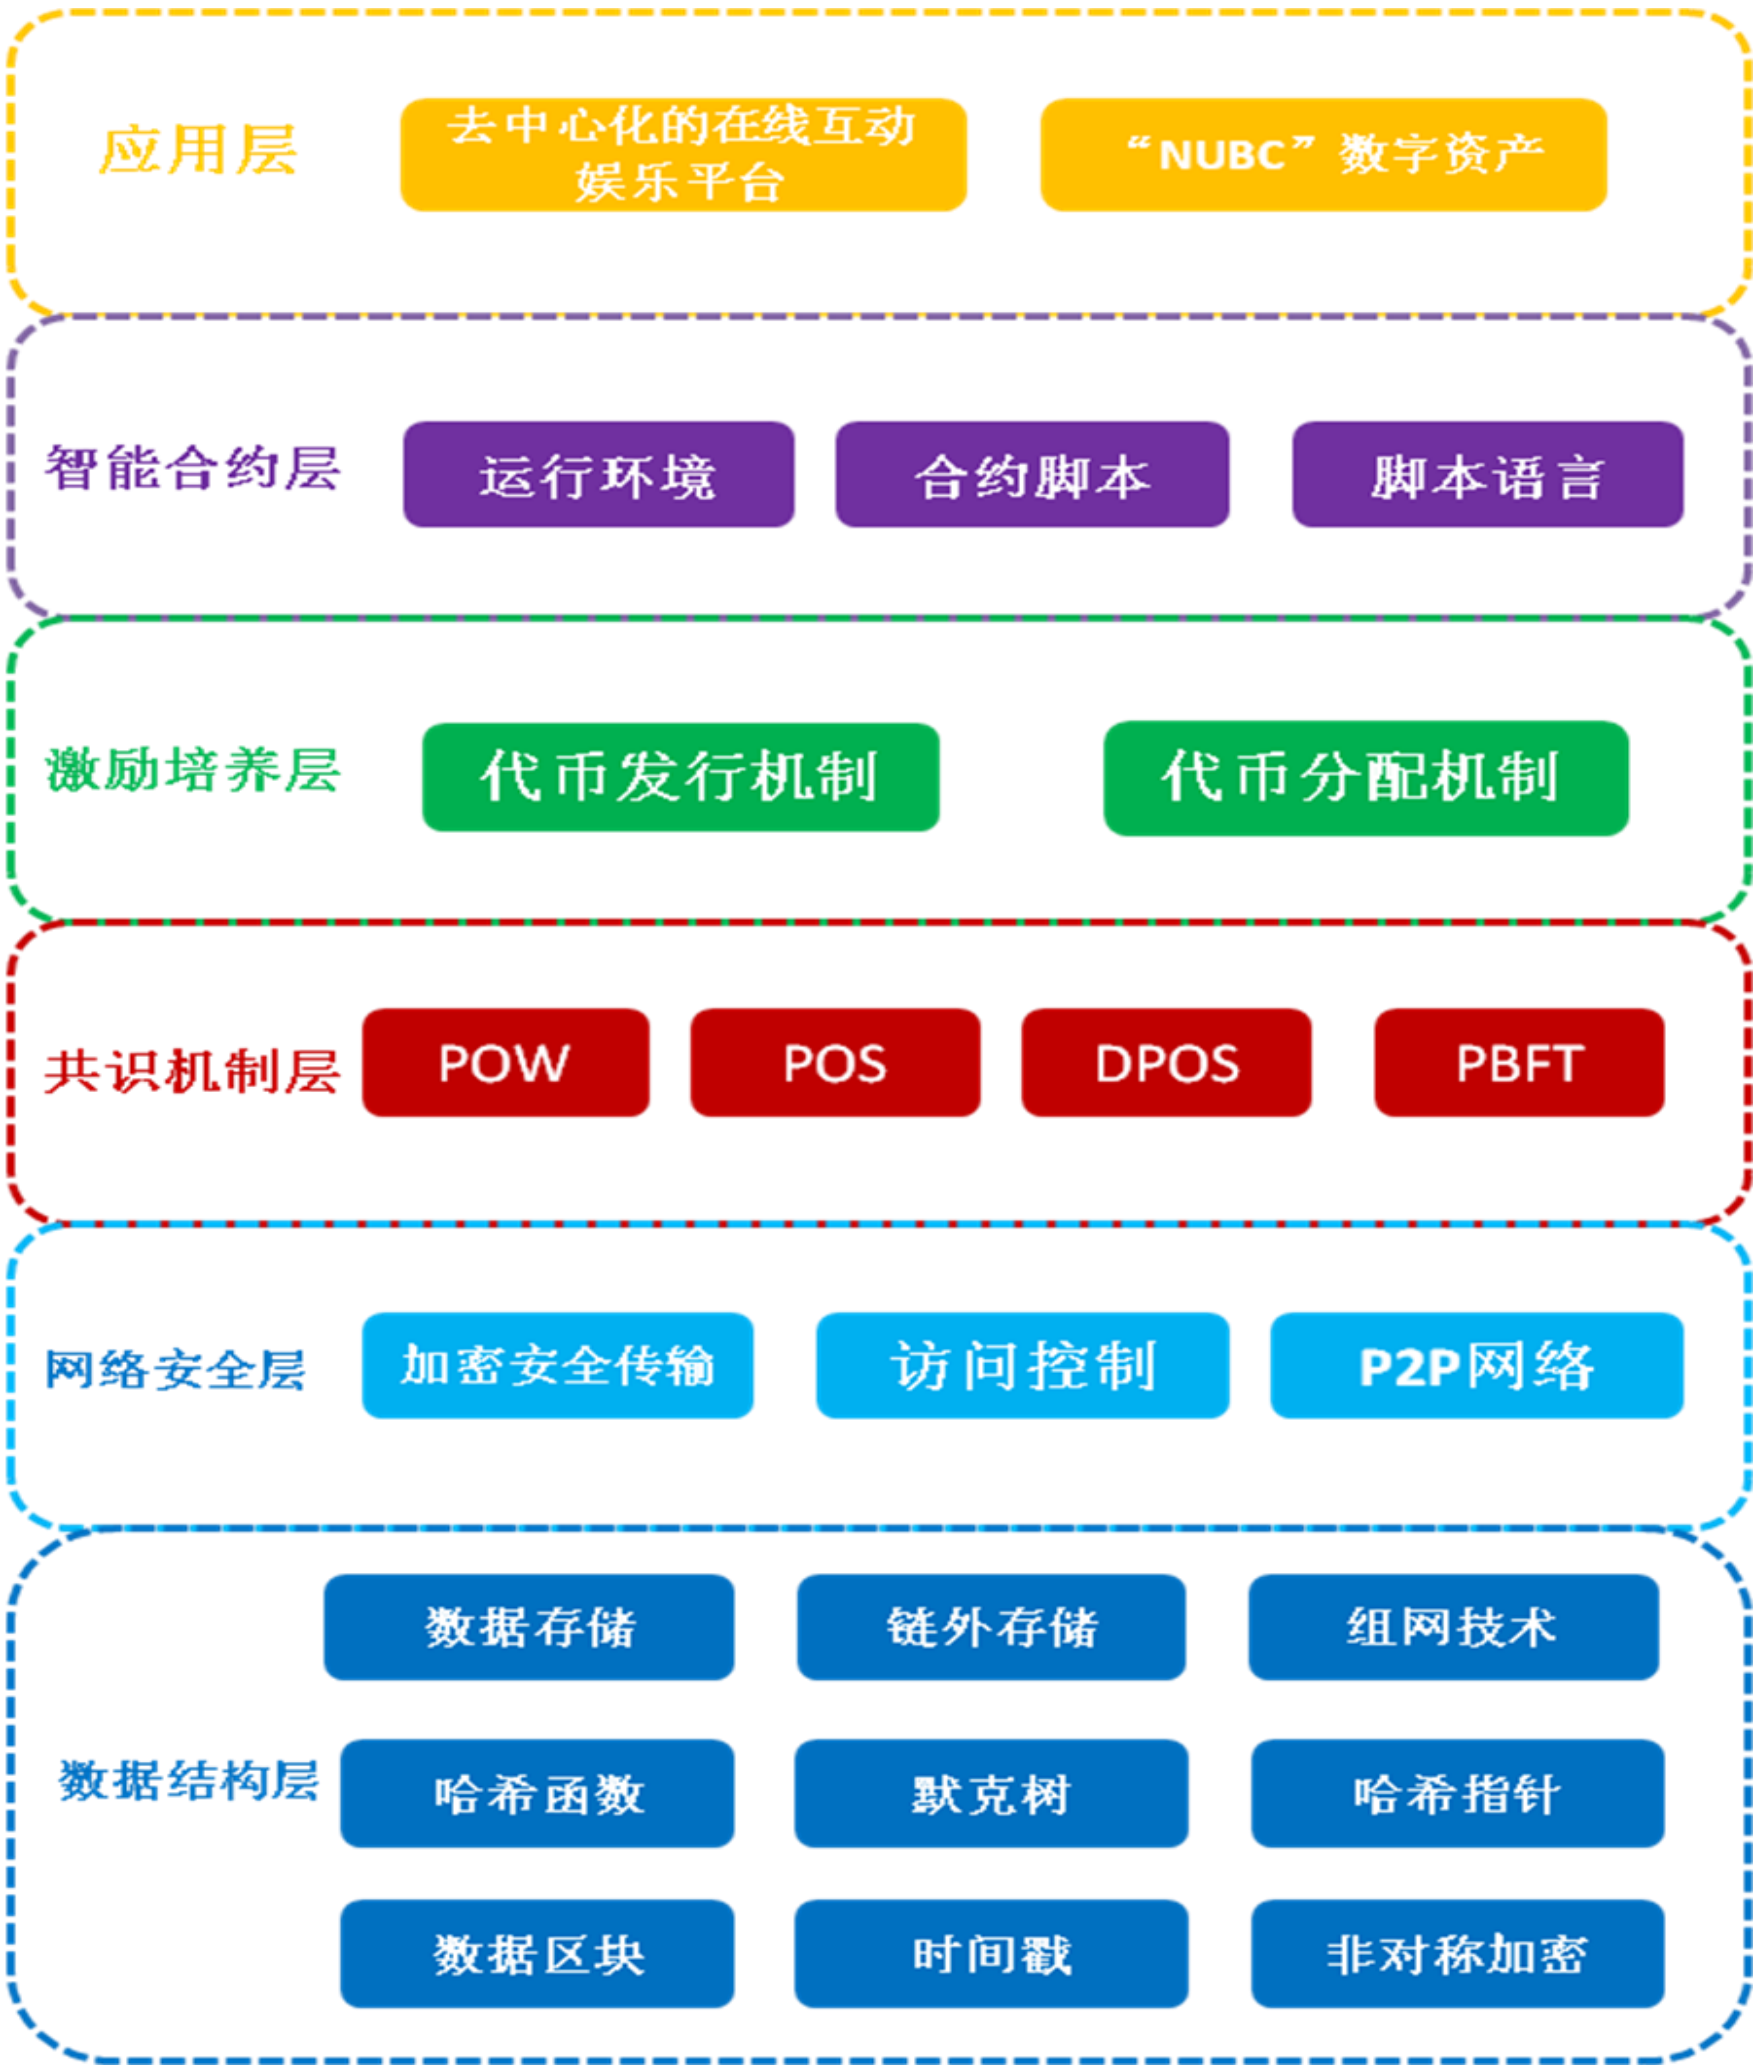 应用层
去中心化的在线互动
娱乐平台
“NUBC”数字资产
智能合约层
运行环境
合约脚本
脚本语言
激励培养层
代币发行机制
代币分配机制
共识机制层
POW
POS
DPOS
PBFT
网络安全层
加密安全传输
访问控制
P2P网络
数据结构层
数据存储
链外存储
组网技术
哈希函数
默克树
哈希指针
数据区块
时间戳
非对称加密